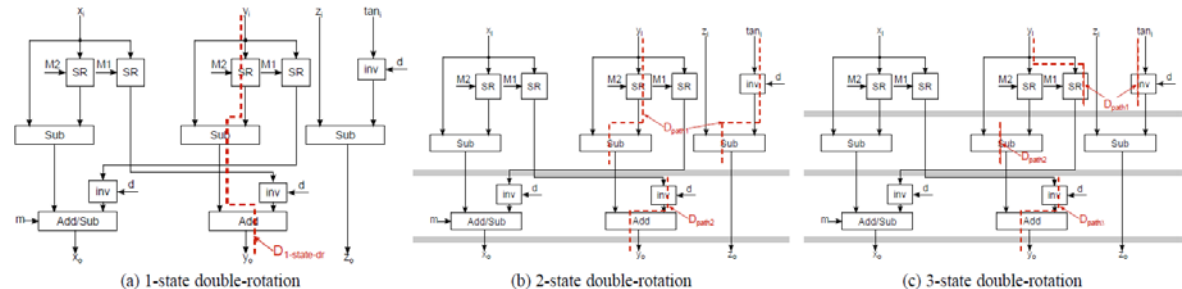 xi yi zi tani
M2 SR M1 SR M2 SR M1 SR inv d
Sub Sub Sub
inv d inv d
m Add/Sub Add
D1-state-dr
xo yo zo
(a) 1-state double-rotation
xi yi zi tani
M2 SR M1 SR M2 SR M1 SR inv d
Dpath1
Sub Sub Sub
inv d inv d
m Add/Sub Add Dpath2
xo yo zo
(b) 2-state double-rotation
xi yi zi tani
M2 SR M1 SR M2 SR M1 SR inv d
Dpath1
Sub Sub Sub
Dpath2
inv d inv d
m Add/Sub Add Dpath1
xo yo zo
(c) 3-state double-rotation